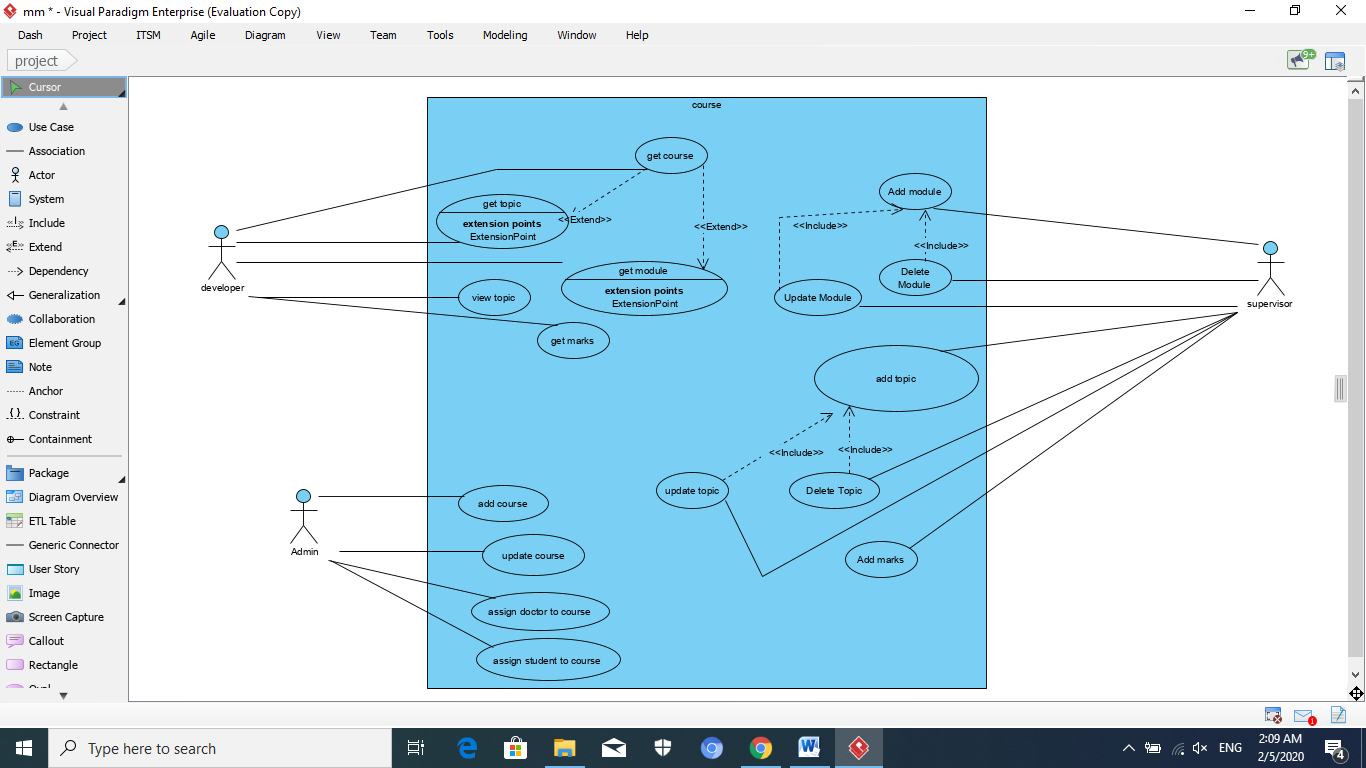 mm * - Visual Paradigm Enterprise (Evaluation Copy)
Dash Project ITSM Agile Diagram View Team Tools Modeling Window Help
project
9+
Cursor
Use Case
Association
Actor
System
Include
Extend
Dependency
Generalization
Collaboration
Element Group
Note
Anchor
Constraint
Containment
Package
Diagram Overview
ETL Table
Generic Connector
User Story
Image
Screen Capture
Callout
Rectangle
course
get course
get topic
extension points
ExtensionPoint
<<Extend>>
<<Extend>>
get module
extension points
ExtensionPoint
developer
view topic
get marks
Add module
<<Include>>
<<Include>>
Delete
Module
Update Module
supervisor
add topic
<<Include>>
<<Include>>
update topic
Delete Topic
Add marks
Admin
add course
update course
assign doctor to course
assign student to course
1
Type here to search
ENG
2:09 AM
2/5/2020
4